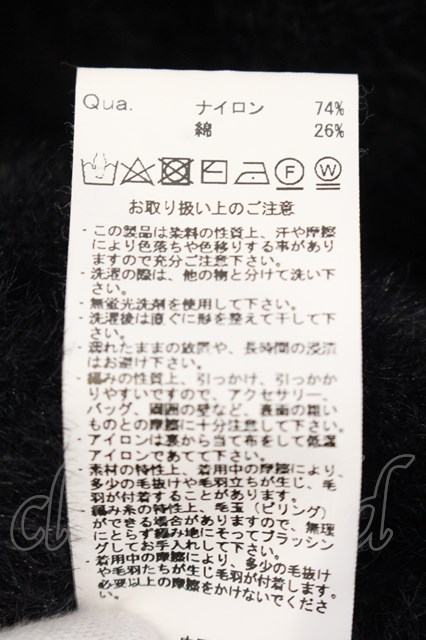 Qua. ナイロン 74%
綿 26%
お取り扱い上のご注意
・この製品は染料の性質上、汗や摩擦
により色落ちや色移りする事があり
ますので充分ご注意下さい。
・洗濯の際は、他の物と分けて洗い下
さい。
・無蛍光洗剤を使用して下さい。
・洗濯後は直ぐに形を整えて干して下
さい。
・濡れたままの放置や、長時間の浸漬
はお避け下さい。
・編みの性質上、引っかけ、引っかか
りやすいですので、アクセサリー、
バッグ、周囲の壁など、表面の粗い
ものとの摩擦に十分注意して下さい。
・アイロンは裏から当て布をして低温
アイロンであてて下さい。
・素材の特性上、着用中の摩擦により、
多少の毛抜けや毛羽立ちが生じ、毛
羽が付着することがあります。
・編み糸の特性上、毛玉（ピリング）
ができる場合がありますので、無理
にとらず編み地にそってブラッシン
グしてお手入れして下さい。
・着用中の摩擦により、多少の毛抜け
や毛羽たちが生じ毛羽が付着します。
必要以上の摩擦をかけないでくださ
い。